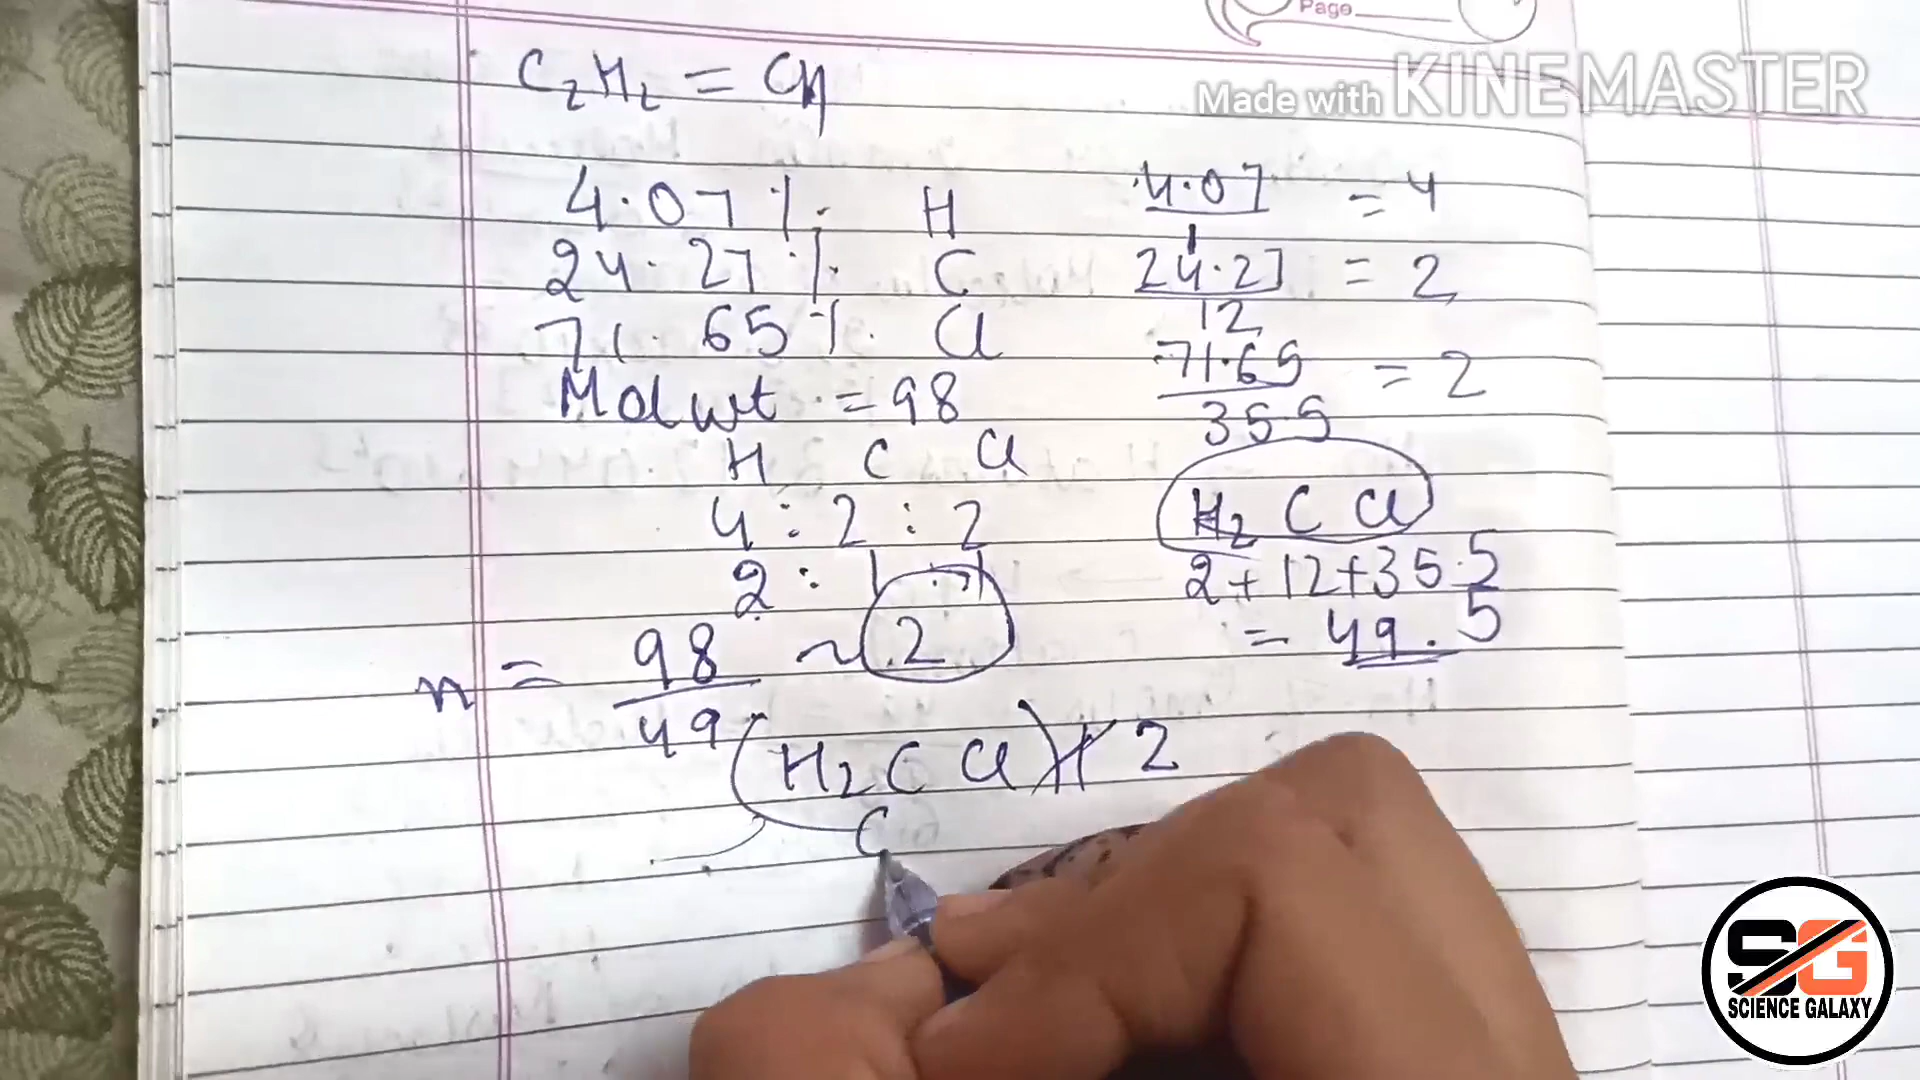 Page
Made with KINEMASTER
C2H2 = CH
4.07 %. H 4.07 = 4
1
24.27 %. C 24.27 = 2
12
71.65 %. Cl 71.65 = 2
35.5
Mol wt. = 98
H C Cl
4 : 2 : 2 H2 C Cl
2 : 1 : 1 2 + 12 + 35.5
= 49.5
n = 98 ~ 2
49
(H2 C Cl) 2
C
SG
SCIENCE GALAXY